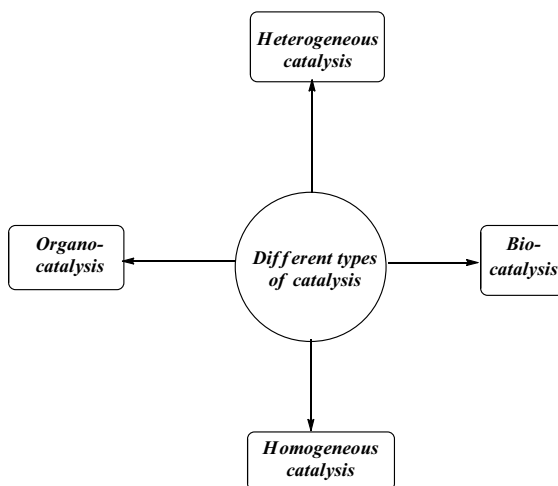 Heterogeneous
catalysis
Organo-
catalysis
Different types
of catalysis
Bio-
catalysis
Homogeneous
catalysis